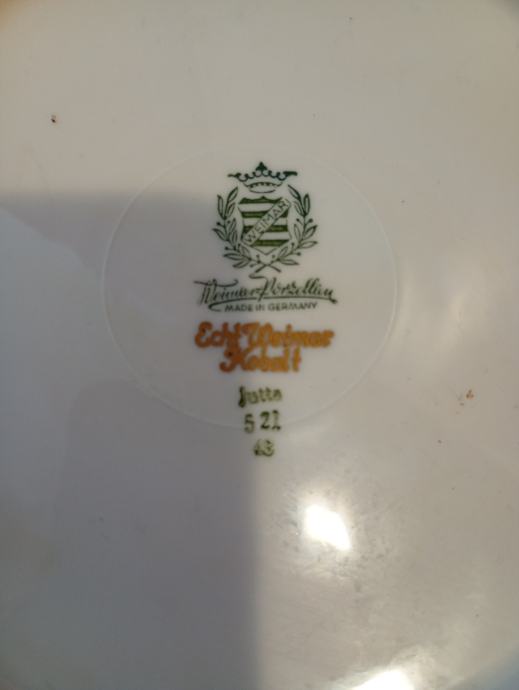 WEIMAR
Weimar Porzellan
MADE IN GERMANY
Echt Weimar
Kobalt
Jutta
5 21
43